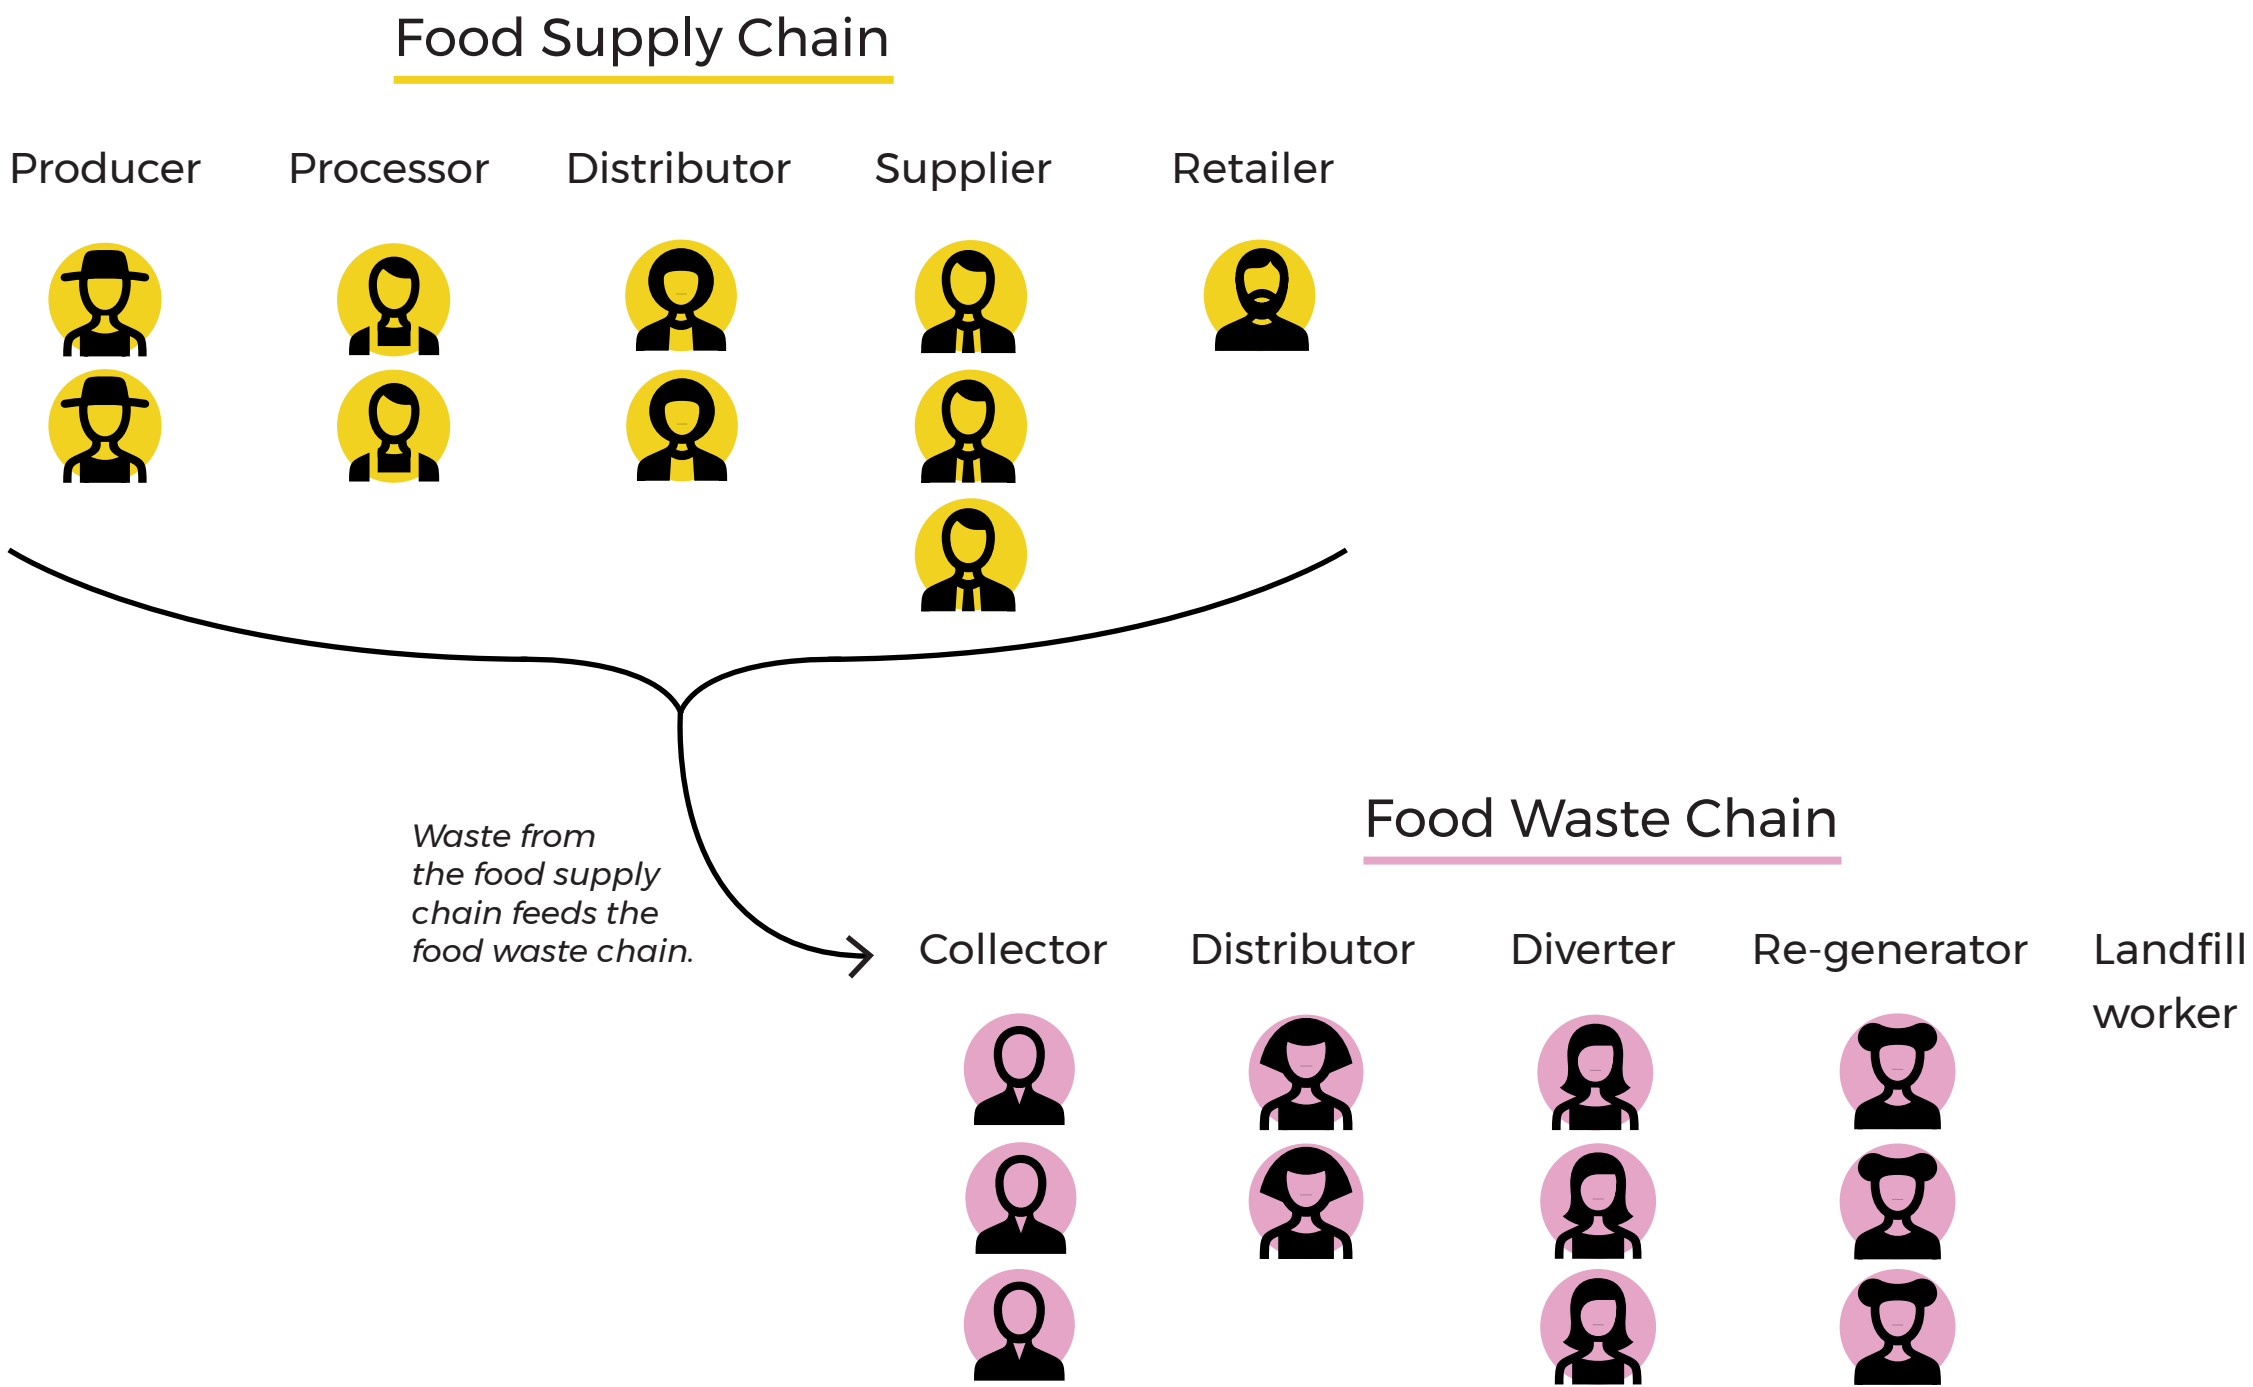 Food Supply Chain
Producer
Processor
Distributor
Supplier
Retailer
Waste from
the food supply
chain feeds the
food waste chain.
Food Waste Chain
Collector
Distributor
Diverter
Re-generator
Landfill
worker